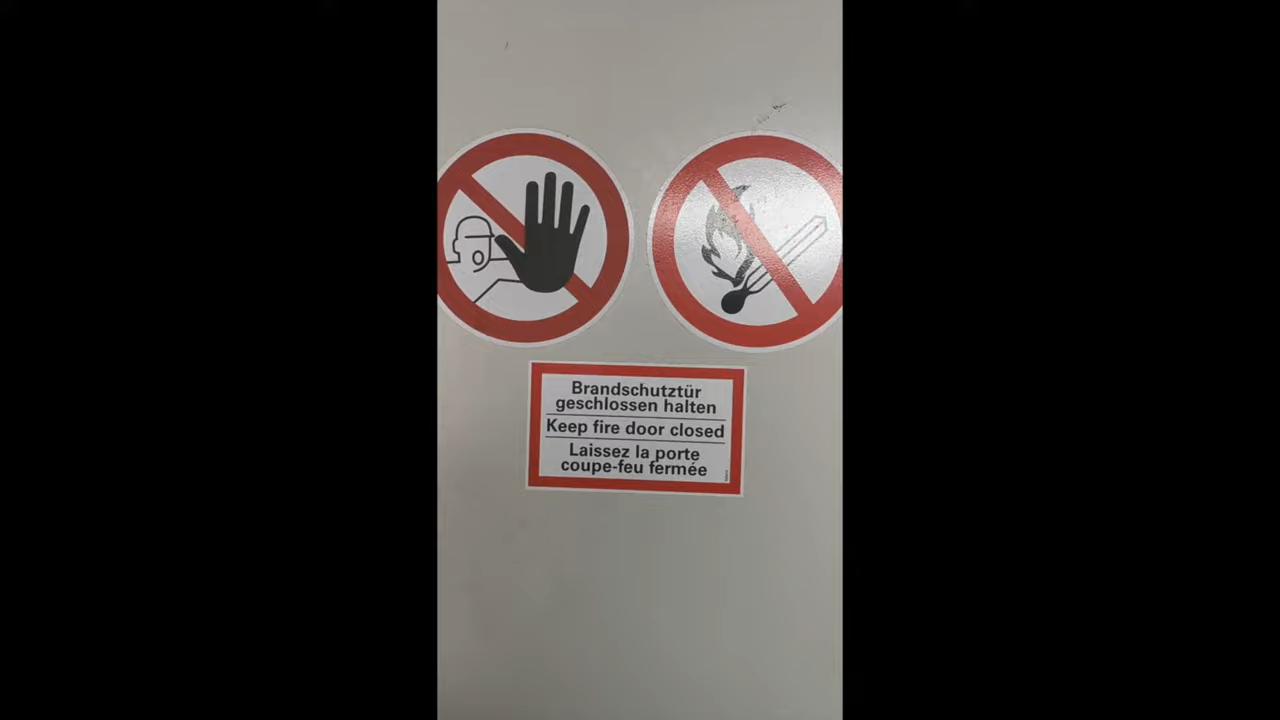 Brandschutztür
geschlossen halten
Keep fire door closed
Laissez la porte
coupe-feu fermée